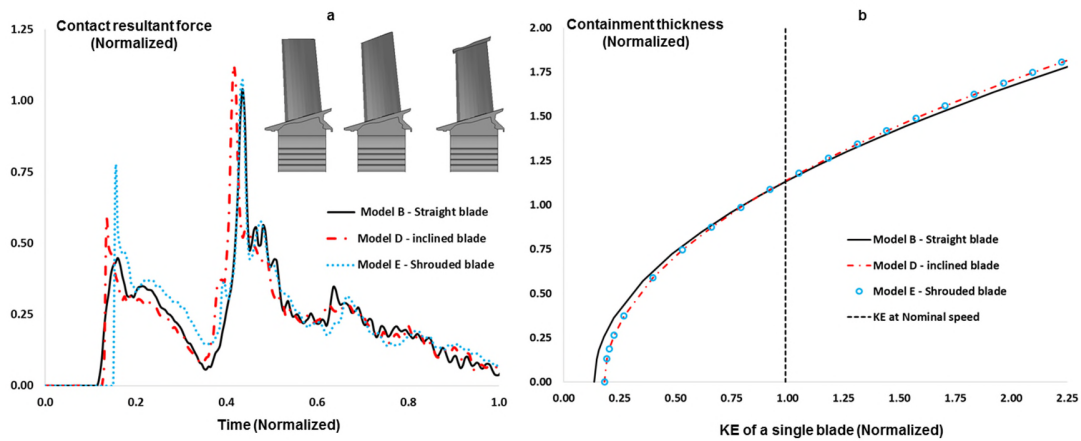 Contact resultant force
(Normalized)
a
1.25
1.00
0.75
0.50
0.25
0.00
Model B - Straight blade
Model D - inclined blade
Model E - Shrouded blade
0.0
0.2
0.4
0.6
0.8
1.0
Time (Normalized)
Containment thickness
(Normalized)
b
2.00
1.75
1.50
1.25
1.00
0.75
0.50
0.25
0.00
Model B - Straight blade
Model D - inclined blade
Model E - Shrouded blade
KE at Nominal speed
0.00
0.25
0.50
0.75
1.00
1.25
1.50
1.75
2.00
2.25
KE of a single blade (Normalized)